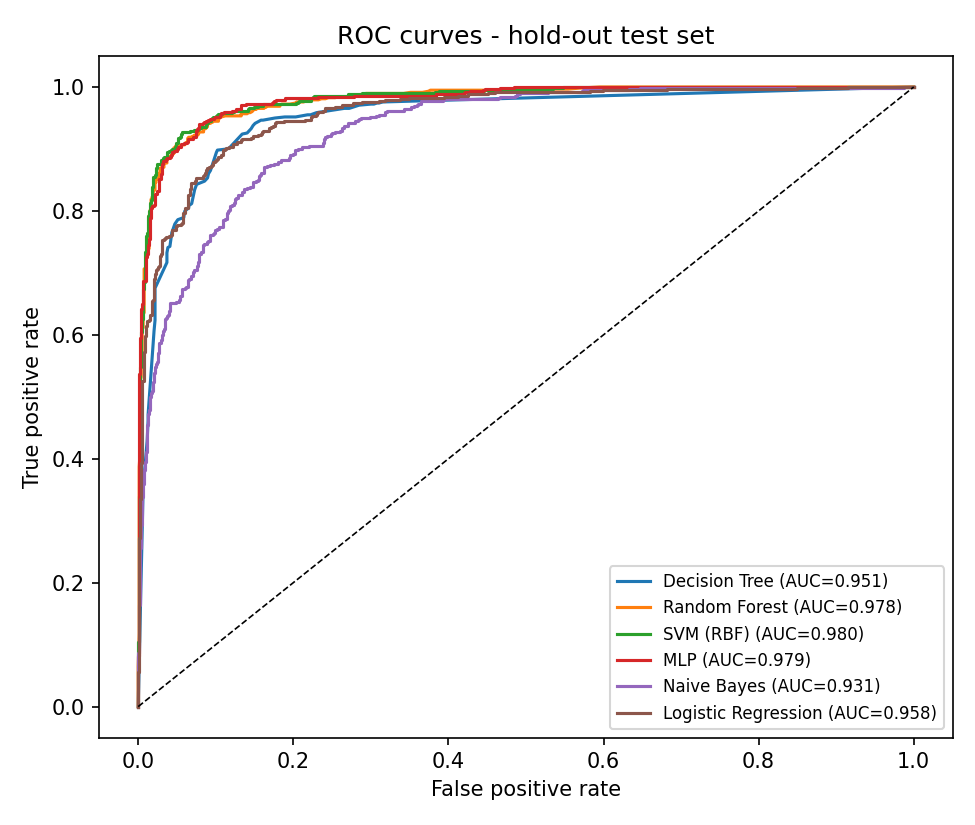 ROC curves - hold-out test set
1.0
0.8
0.6
0.4
0.2
0.0
True positive rate
0.0 0.2 0.4 0.6 0.8 1.0
False positive rate
Decision Tree (AUC=0.951)
Random Forest (AUC=0.978)
SVM (RBF) (AUC=0.980)
MLP (AUC=0.979)
Naive Bayes (AUC=0.931)
Logistic Regression (AUC=0.958)